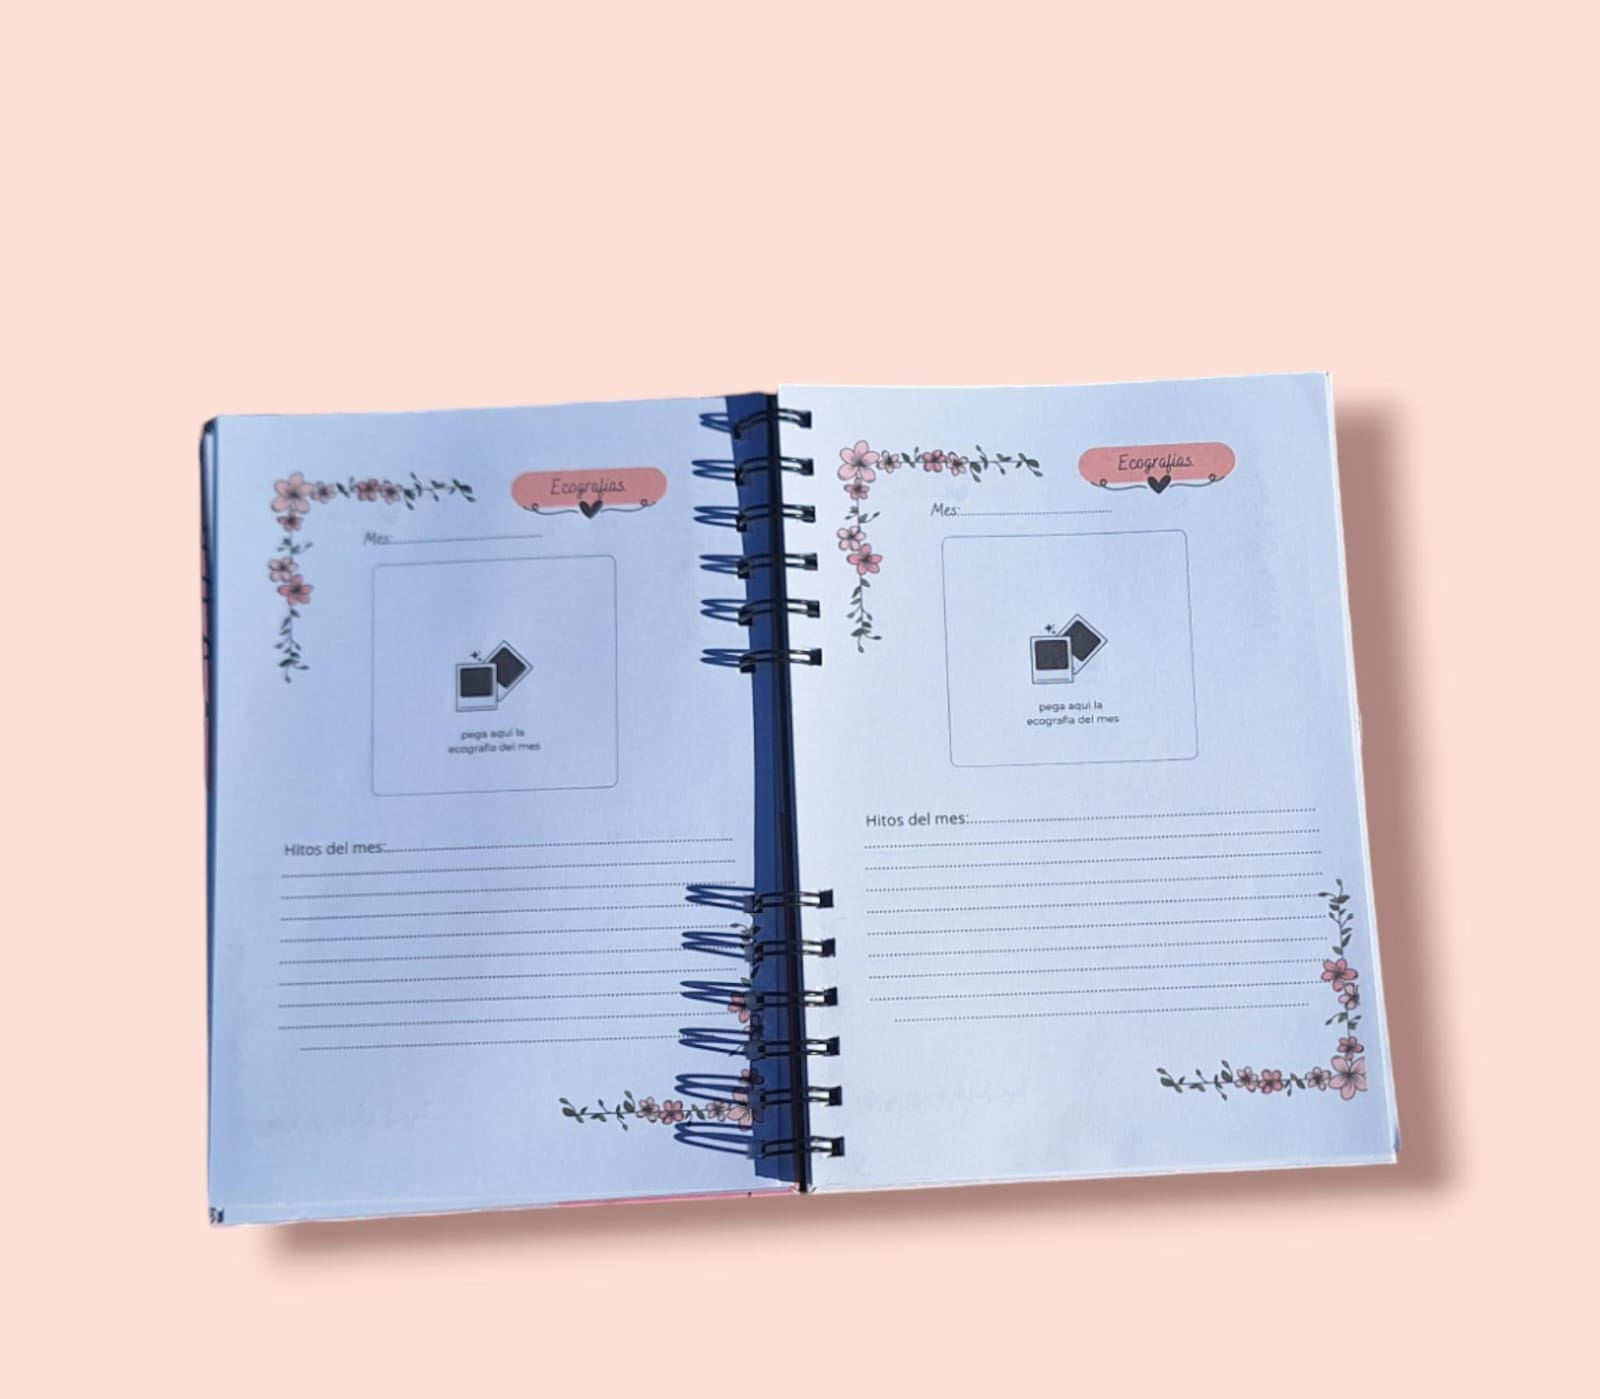 Ecografias.
Mes:
pega aqui la
ecografia del mes
Hitos del mes:
Ecografias.
Mes:
pega aqui la
ecografia del mes
Hitos del mes: